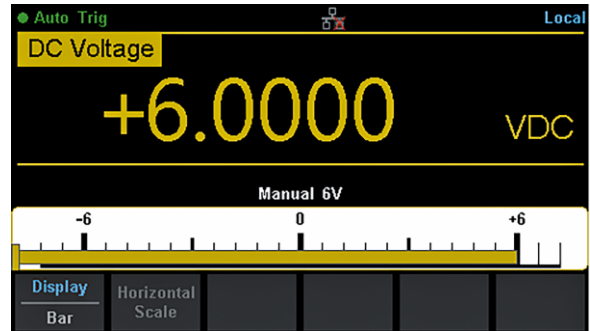 Auto Trig Local
DC Voltage
+6.0000 VDC
Manual 6V
-6 0 +6
Display Horizontal
Bar Scale